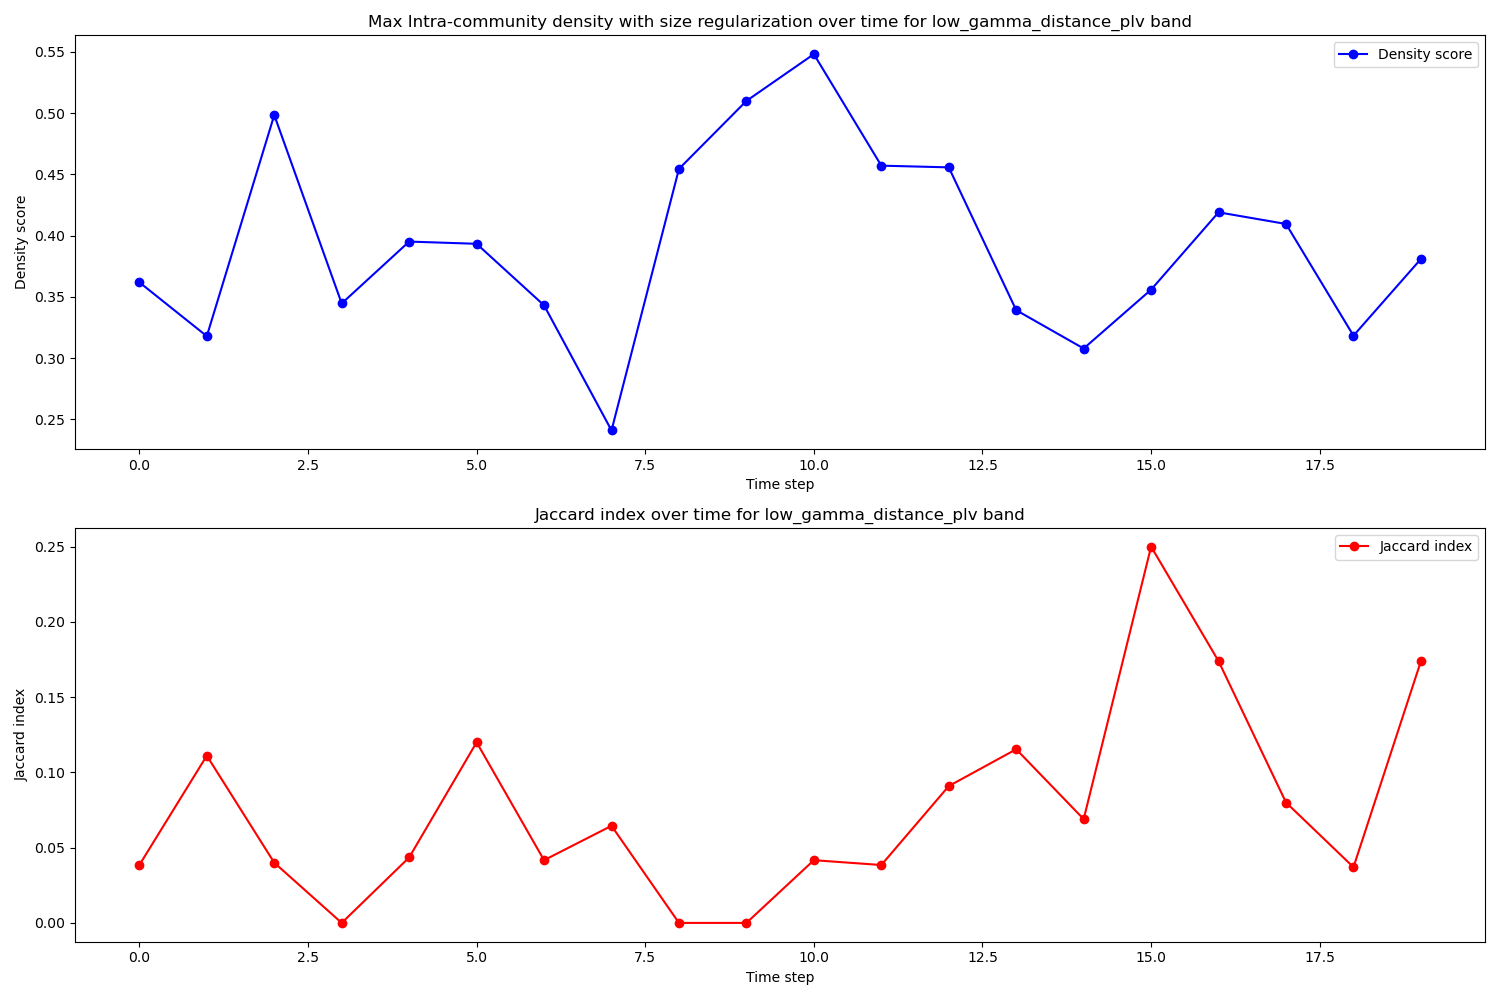 Max Intra-community density with size regularization over time for low_gamma_distance_plv band
Density score
0.55
0.50
0.45
0.40
0.35
0.30
0.25
Density score
0.0 2.5 5.0 7.5 10.0 12.5 15.0 17.5
Time step
Jaccard index over time for low_gamma_distance_plv band
Jaccard index
0.25
0.20
0.15
0.10
0.05
0.00
Jaccard index
0.0 2.5 5.0 7.5 10.0 12.5 15.0 17.5
Time step